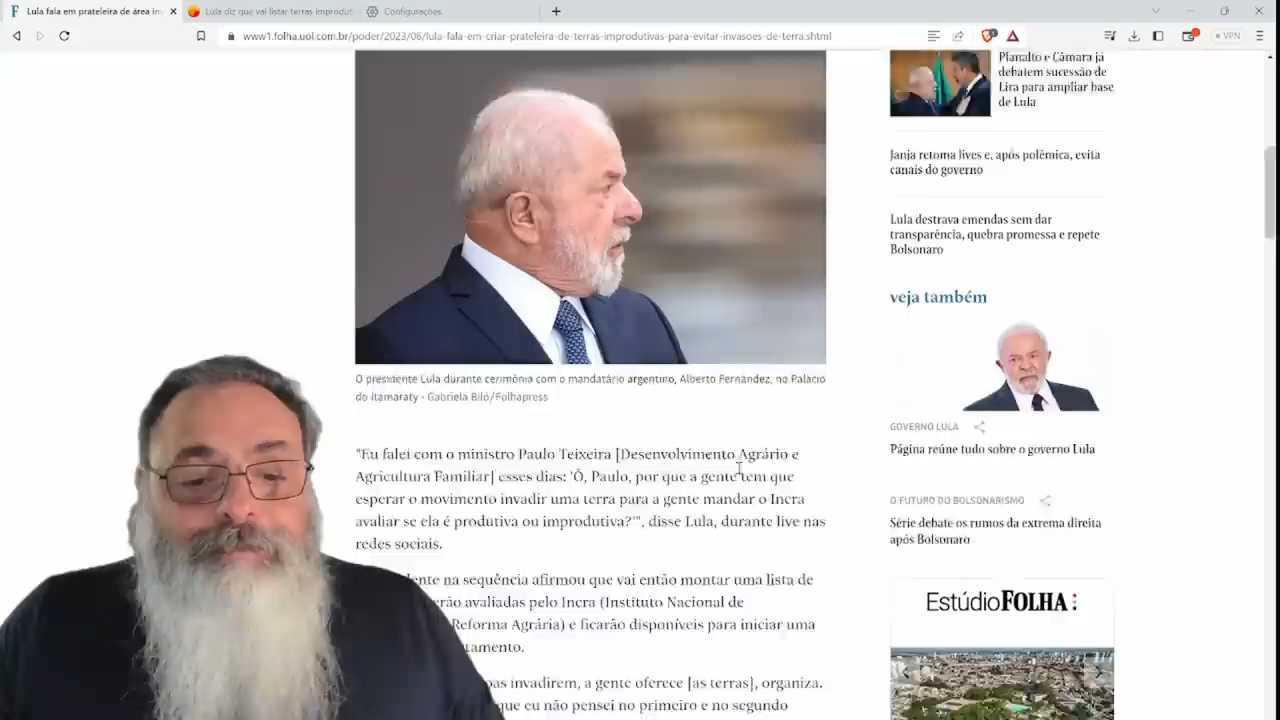 Lula fala em prateleira de área im
Lula diz que vai listar terras improdut
Configurações
www1.folha.uol.com.br/poder/2023/06/lula-fala-em-criar-prateleira-de-terras-improdutivas-para-evitar-invasoes-de-terra.shtml
VPN
O presidente Lula durante cerimônia com o mandatário argentino, Alberto Fernández, no Palácio
do Itamaraty - Gabriela Biló/Folhapress
"Eu falei com o ministro Paulo Teixeira [Desenvolvimento Agrário e
Agricultura Familiar] esses dias: 'Ô, Paulo, por que a gente tem que
esperar o movimento invadir uma terra para a gente mandar o Incra
avaliar se ela é produtiva ou improdutiva?'", disse Lula, durante live nas
redes sociais.
na sequência afirmou que vai então montar uma lista de
avaliadas pelo Incra (Instituto Nacional de
Reforma Agrária) e ficarão disponíveis para iniciar uma
invadirem, a gente oferece [as terras], organiza.
que eu não pensei no primeiro e no segundo
Planalto e Câmara já
debatem sucessão de
Lira para ampliar base
de Lula
Janja retoma lives e, após polêmica, evita
canais do governo
Lula destrava emendas sem dar
transparência, quebra promessa e repete
Bolsonaro
veja também
GOVERNO LULA
Página reúne tudo sobre o governo Lula
O FUTURO DO BOLSONARISMO
Série debate os rumos da extrema direita
após Bolsonaro
EstúdioFOLHA: